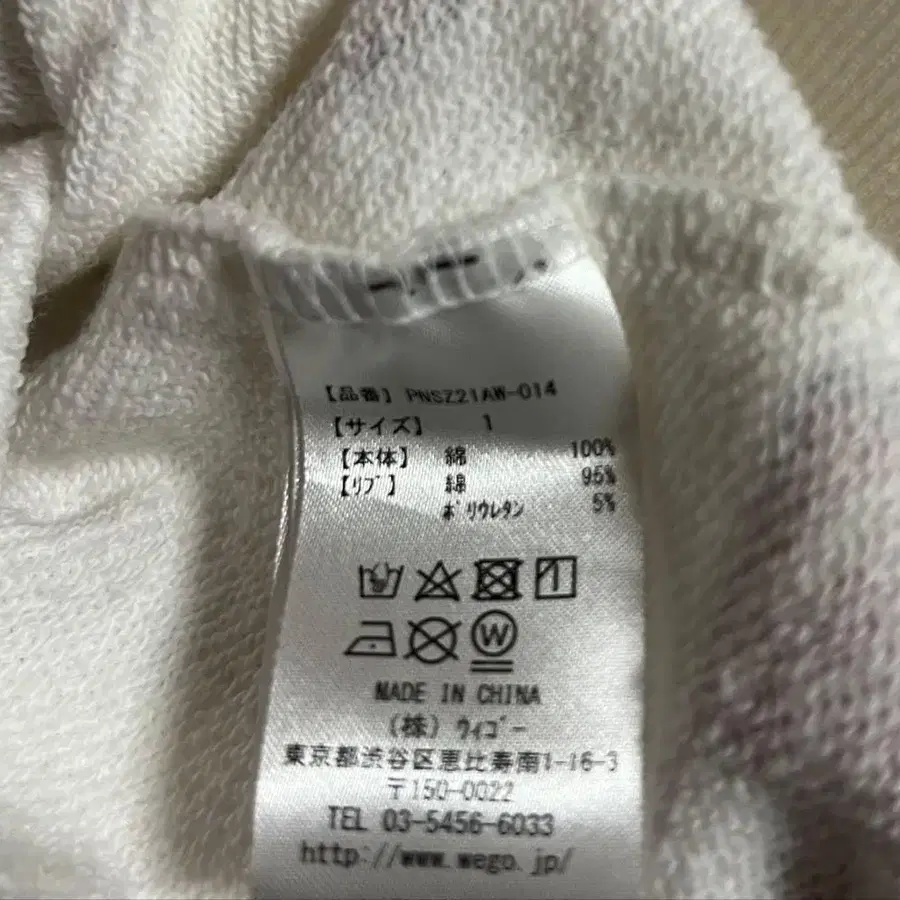 【品番】 PNSZ21AW-014
【サイズ】 1
【本体】 綿 100%
【リブ】 綿 95%
ポリウレタン 5%
W
MADE IN CHINA
(株) ウィゴー
東京都渋谷区恵比寿南1-16-3
〒150-0022
TEL 03-5456-6033
http://www.wego.jp/